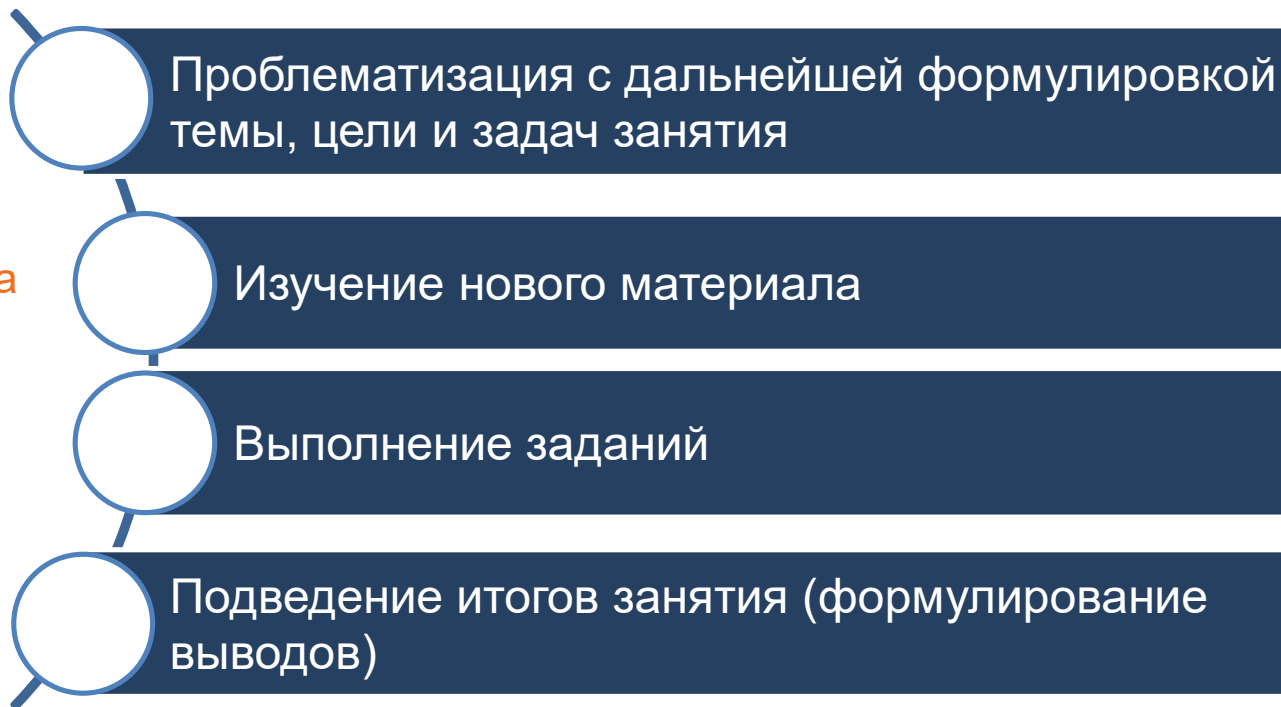 Проблематизация с дальнейшей формулировкой
темы, цели и задач занятия
а
Изучение нового материала
Выполнение заданий
Подведение итогов занятия (формулирование
выводов)